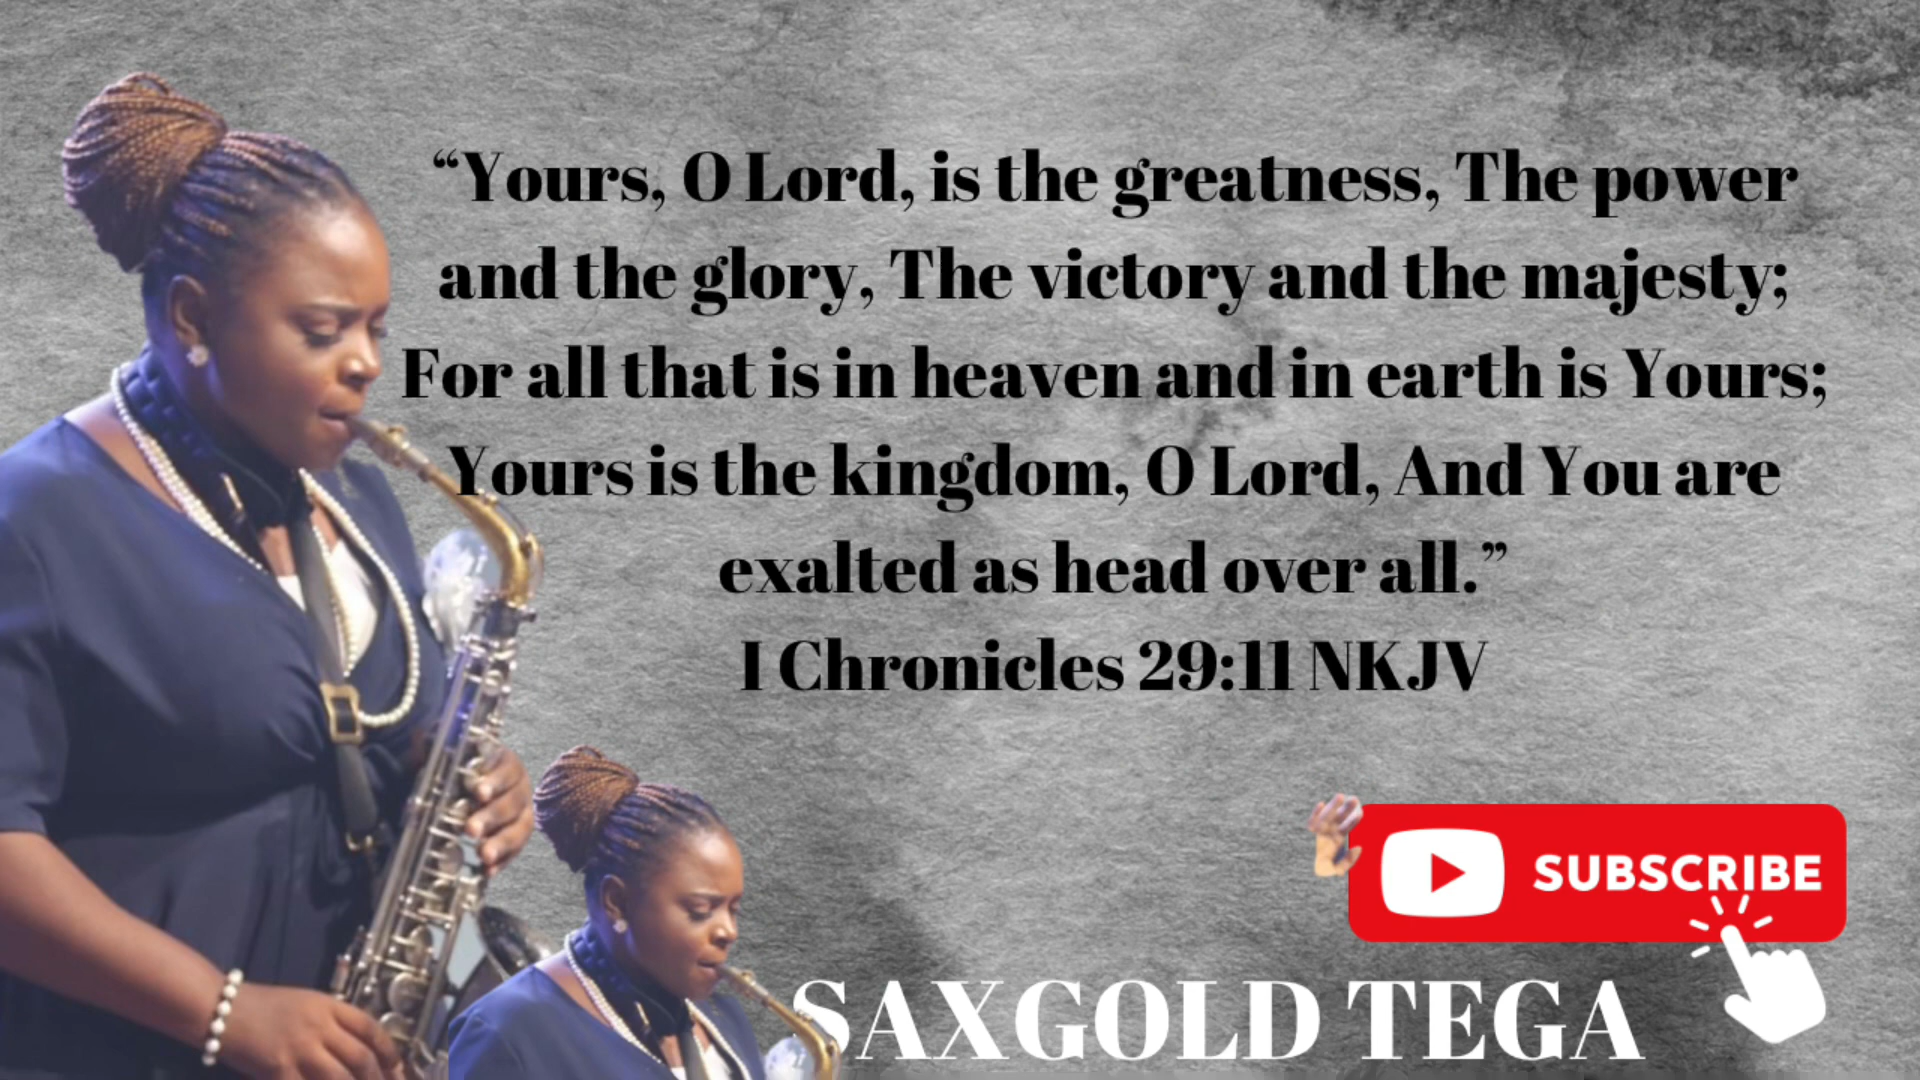 “Yours, O Lord, is the greatness, The power
and the glory, The victory and the majesty;
For all that is in heaven and in earth is Yours;
Yours is the kingdom, O Lord, And You are
exalted as head over all.”
I Chronicles 29:11 NKJV
SUBSCRIBE
SAXGOLD TEGA